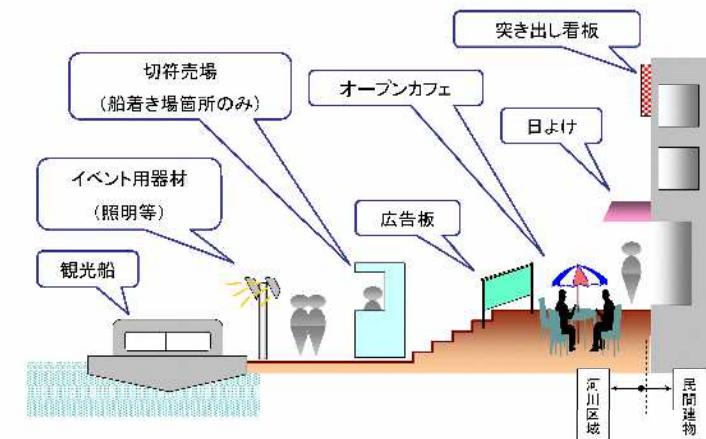 突き出し看板
切符売場
(船着き場箇所のみ)
オープンカフェ
日よけ
イベント用器材
(照明等)
広告板
観光船
河川区域
民間建物